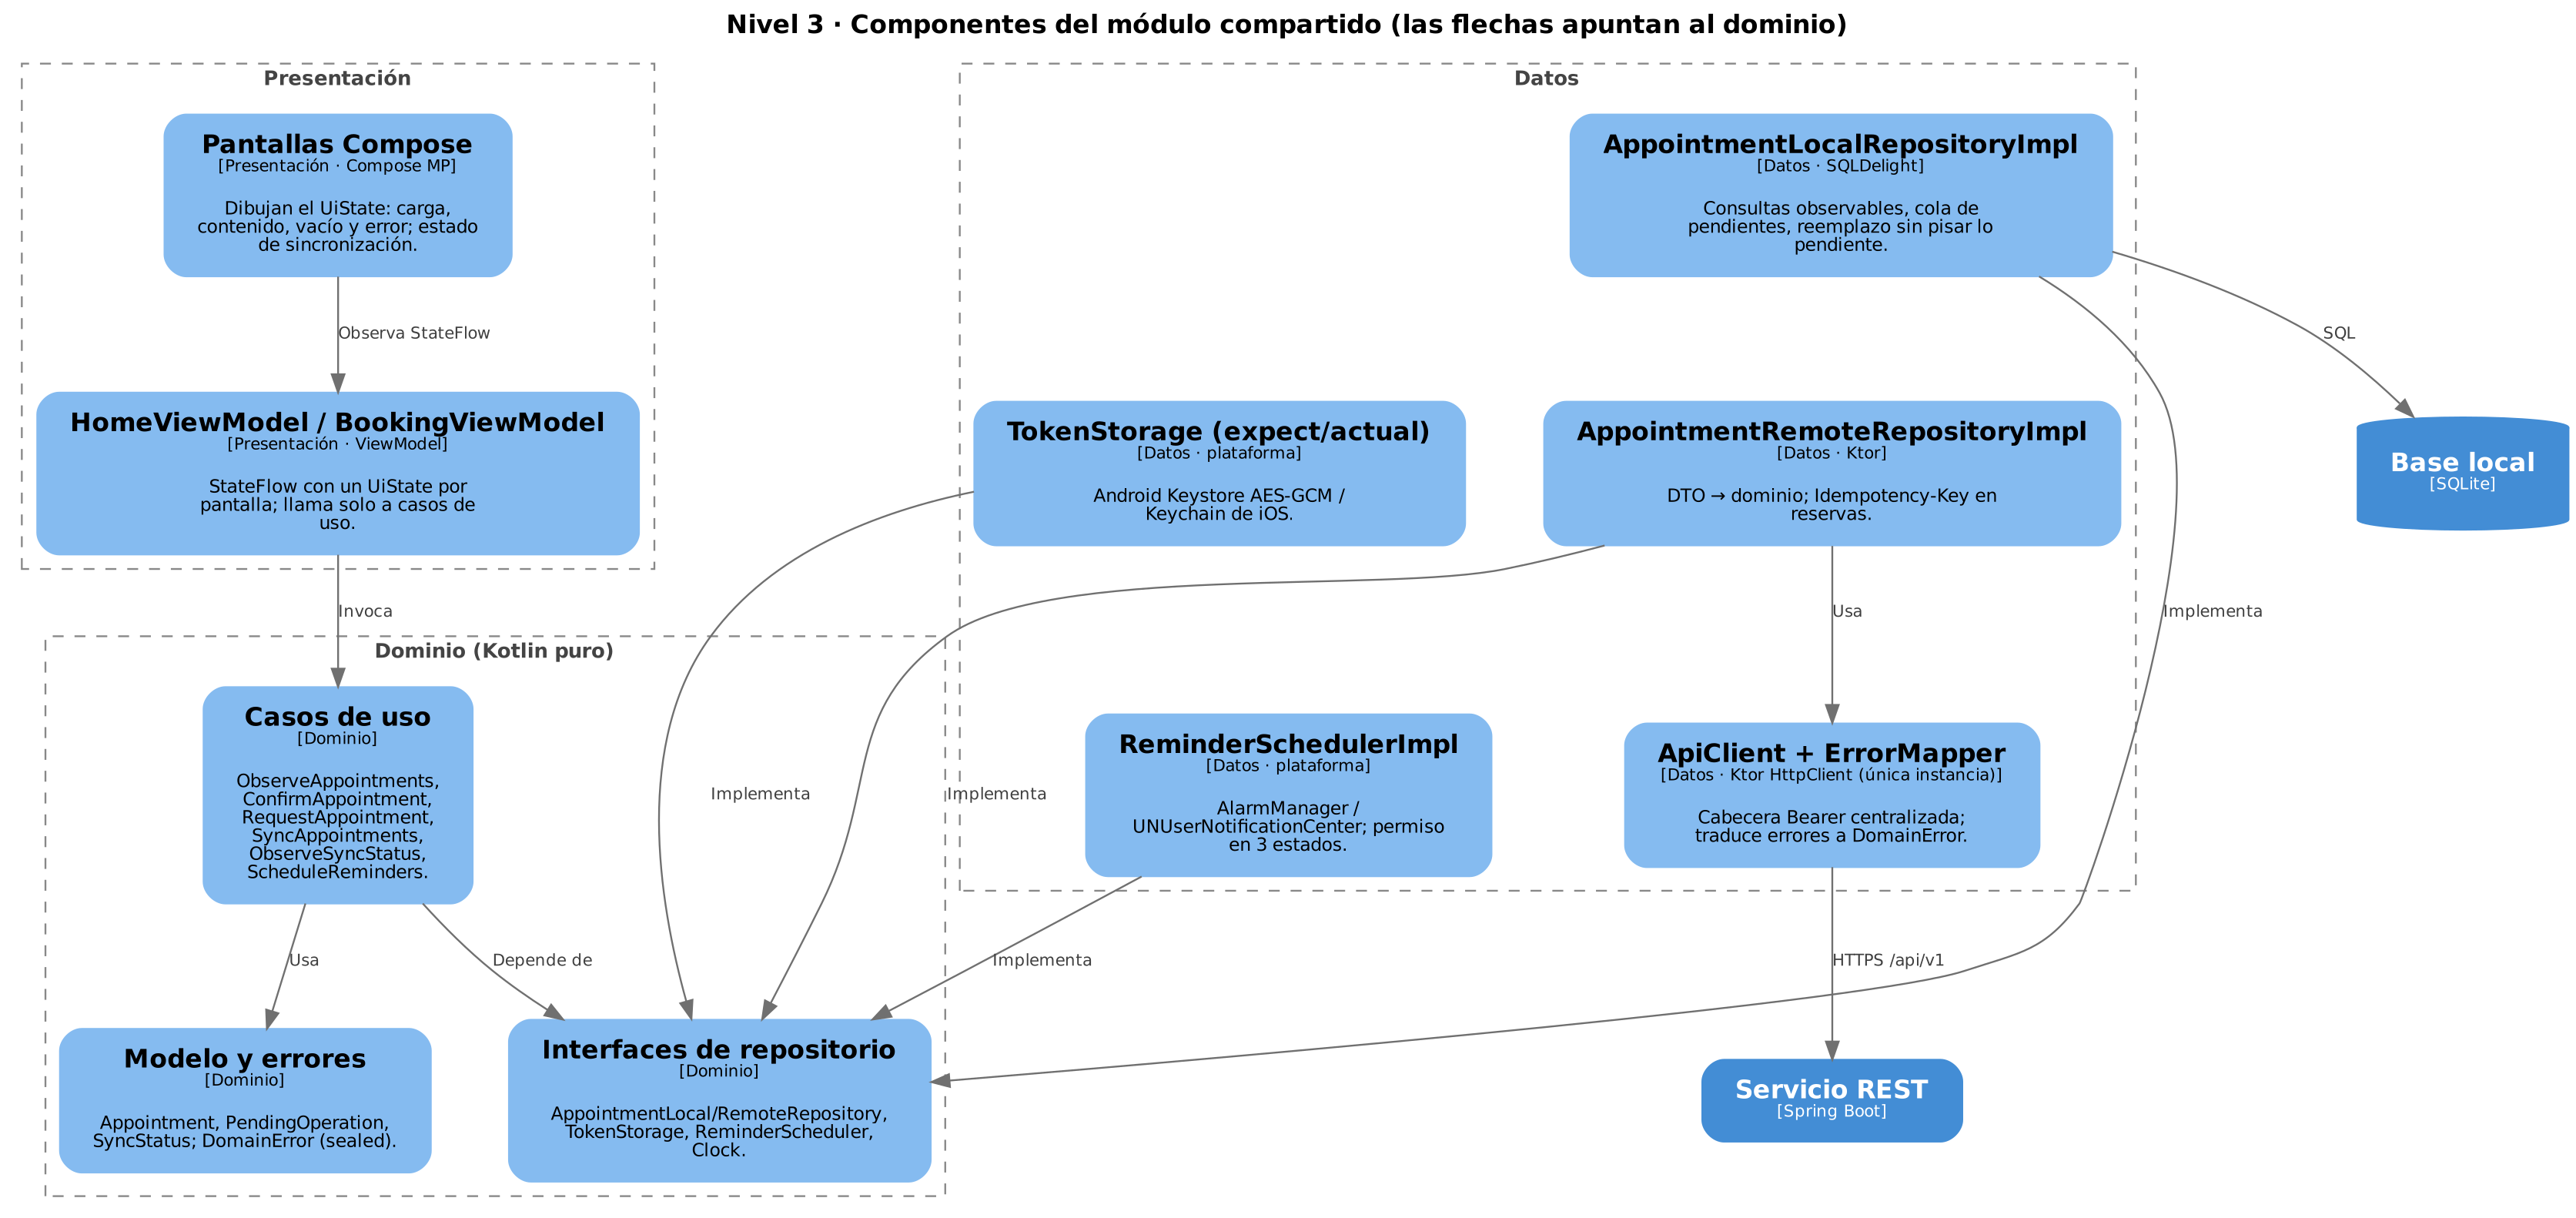 Nivel 3 · Componentes del módulo compartido (las flechas apuntan al dominio)
Presentación
Pantallas Compose
[Presentación · Compose MP]
Dibujan el UiState: carga,
contenido, vacío y error; estado
de sincronización.
Observa StateFlow
HomeViewModel / BookingViewModel
[Presentación · ViewModel]
StateFlow con un UiState por
pantalla; llama solo a casos de
uso.
Invoca
Dominio (Kotlin puro)
Casos de uso
[Dominio]
ObserveAppointments,
ConfirmAppointment,
RequestAppointment,
SyncAppointments,
ObserveSyncStatus,
ScheduleReminders.
Usa
Depende de
Modelo y errores
[Dominio]
Appointment, PendingOperation,
SyncStatus; DomainError (sealed).
Interfaces de repositorio
[Dominio]
AppointmentLocal/RemoteRepository,
TokenStorage, ReminderScheduler,
Clock.
Datos
AppointmentLocalRepositoryImpl
[Datos · SQLDelight]
Consultas observables, cola de
pendientes, reemplazo sin pisar lo
pendiente.
SQL
Base local
[SQLite]
TokenStorage (expect/actual)
[Datos · plataforma]
Android Keystore AES-GCM /
Keychain de iOS.
AppointmentRemoteRepositoryImpl
[Datos · Ktor]
DTO → dominio; Idempotency-Key en
reservas.
Usa
Implementa
Implementa
Implementa
ReminderSchedulerImpl
[Datos · plataforma]
AlarmManager /
UNUserNotificationCenter; permiso
en 3 estados.
Implementa
ApiClient + ErrorMapper
[Datos · Ktor HttpClient (única instancia)]
Cabecera Bearer centralizada;
traduce errores a DomainError.
HTTPS /api/v1
Servicio REST
[Spring Boot]